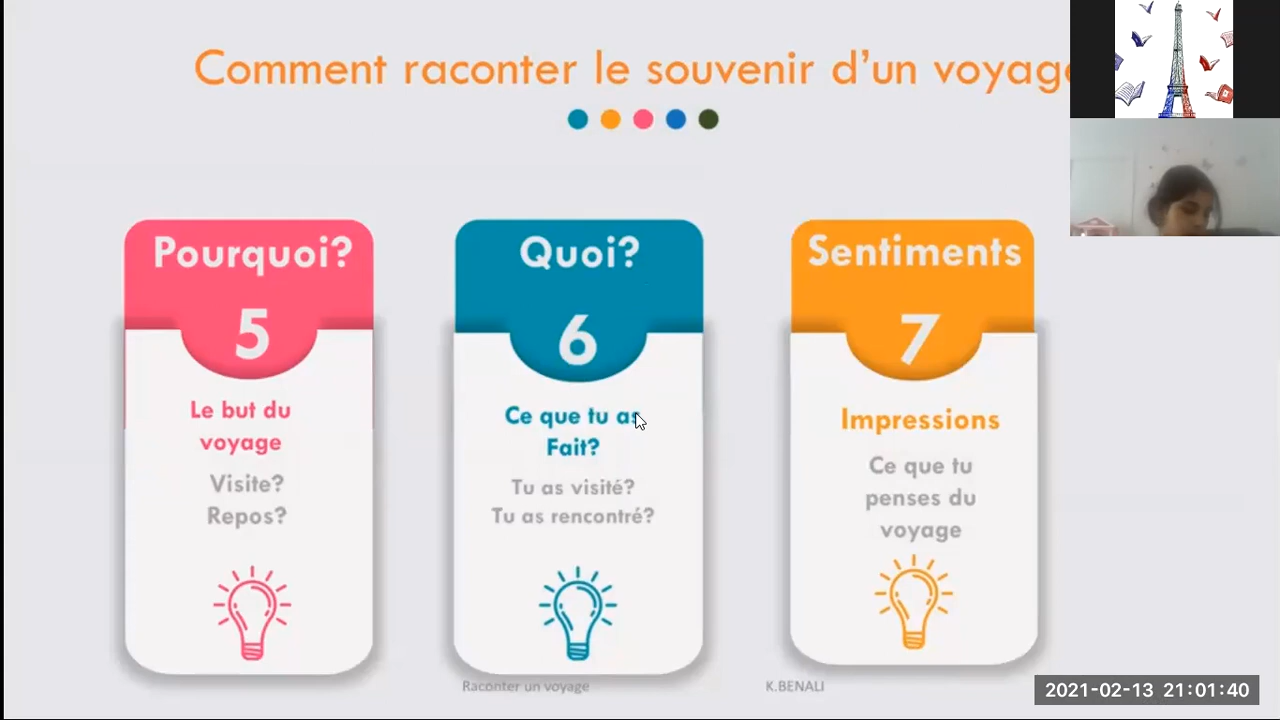 Comment raconter le souvenir d'un voyage
Pourquoi?
5
Le but du
voyage
Visite?
Repos?
Quoi?
6
Ce que tu as
Fait?
Tu as visité?
Tu as rencontré?
Sentiments
7
Impressions
Ce que tu
penses du
voyage
Raconter un voyage
K.BENALI
2021-02-13 21:01:40